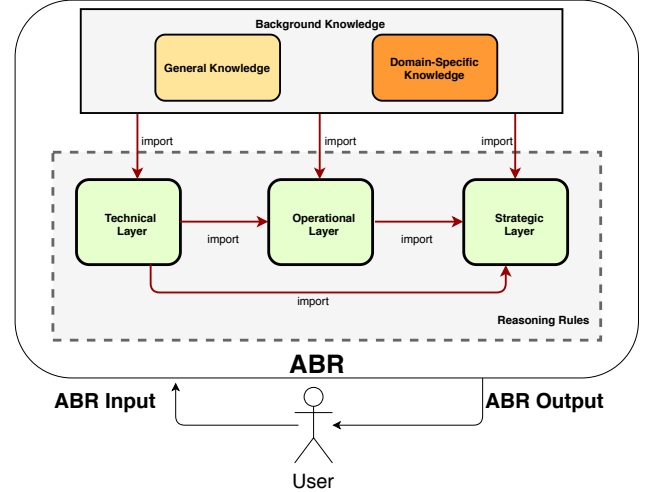 Background Knowledge
General Knowledge
Domain-Specific
Knowledge
import
import
import
Technical
Layer
Operational
Layer
Strategic
Layer
import
import
import
Reasoning Rules
ABR
ABR Input
ABR Output
User